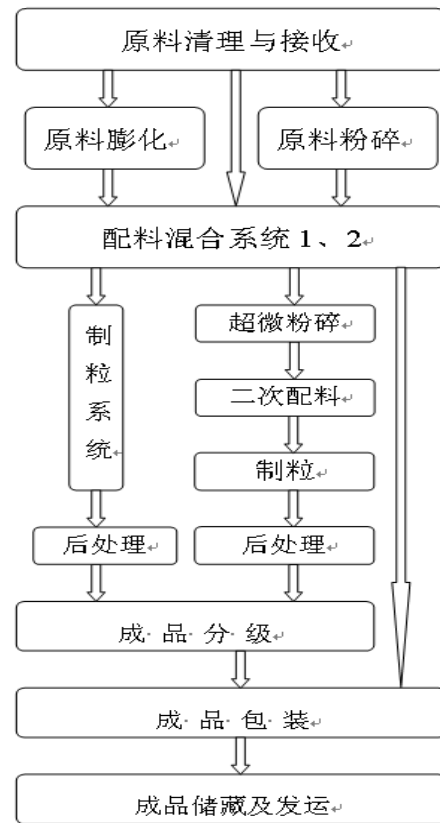 原料清理与接收
原料膨化
原料粉碎
配料混合系统 1、2
制粒系统
超微粉碎
二次配料
制粒
后处理
后处理
成·品·分·级
成·品·包·装
成品储藏及发运